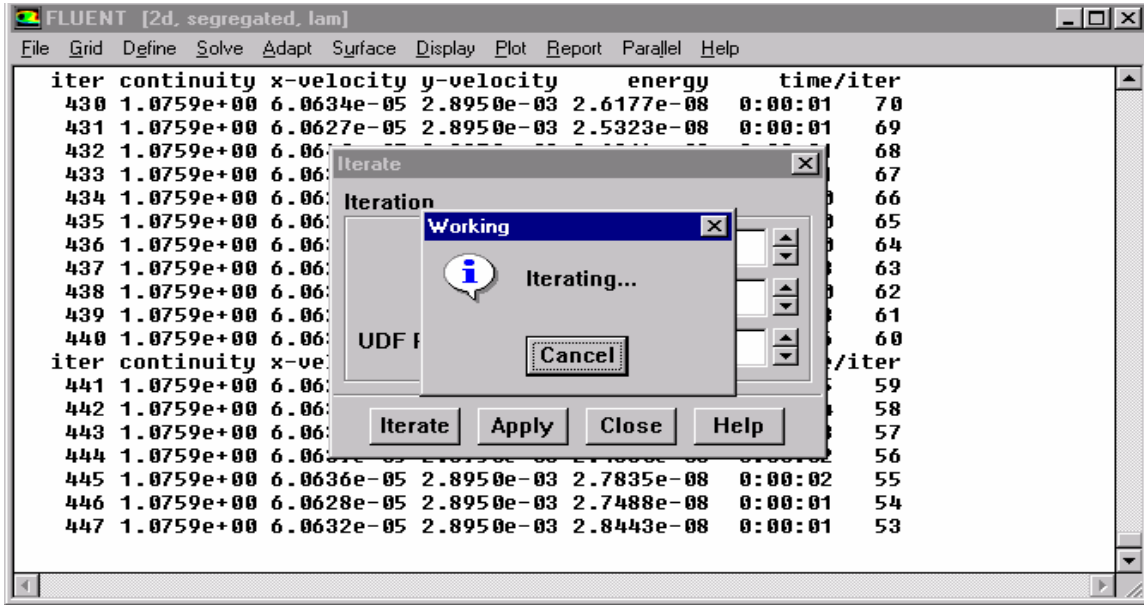 FLUENT [2d, segregated, lam]
File Grid Define Solve Adapt Surface Display Plot Report Parallel Help
iter continuity x-velocity y-velocity energy time/iter
430 1.0759e+00 6.0634e-05 2.8950e-03 2.6177e-08 0:00:01 70
431 1.0759e+00 6.0627e-05 2.8950e-03 2.5323e-08 0:00:01 69
432 1.0759e+00 68
433 1.0759e+00 67
434 1.0759e+00 66
435 1.0759e+00 65
436 1.0759e+00 64
437 1.0759e+00 63
438 1.0759e+00 62
439 1.0759e+00 61
440 1.0759e+00 60
iter continuity
441 1.0759e+00 59
442 1.0759e+00 58
443 1.0759e+00 57
444 1.0759e+00 56
445 1.0759e+00 6.0636e-05 2.8950e-03 2.7835e-08 0:00:02 55
446 1.0759e+00 6.0628e-05 2.8950e-03 2.7488e-08 0:00:01 54
447 1.0759e+00 6.0632e-05 2.8950e-03 2.8443e-08 0:00:01 53
Iterate
Iteration
UDF
Iterate Apply Close Help
Working
Iterating...
Cancel